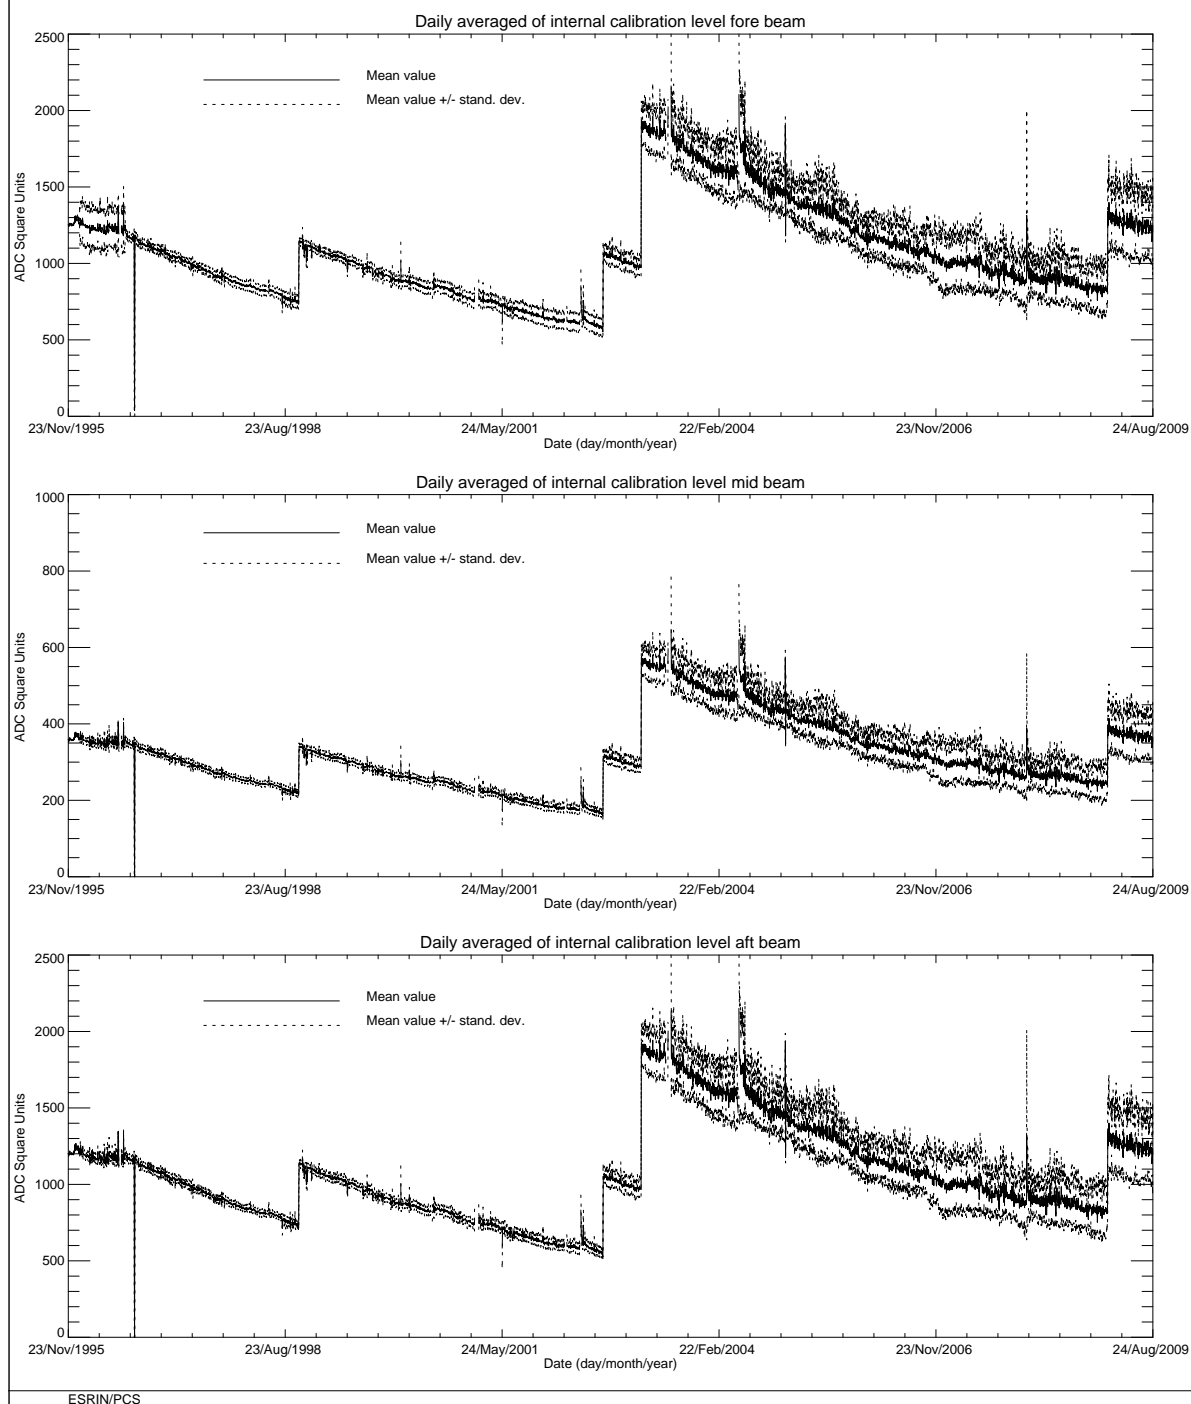 Daily averaged of internal calibration level fore beam
2500
2000
1500
1000
500
0
ADC Square Units
Mean value
Mean value +/- stand. dev.
23/Nov/1995 23/Aug/1998 24/May/2001 22/Feb/2004 23/Nov/2006 24/Aug/2009
Date (day/month/year)
Daily averaged of internal calibration level mid beam
1000
800
600
400
200
0
ADC Square Units
Mean value
Mean value +/- stand. dev.
23/Nov/1995 23/Aug/1998 24/May/2001 22/Feb/2004 23/Nov/2006 24/Aug/2009
Date (day/month/year)
Daily averaged of internal calibration level aft beam
2500
2000
1500
1000
500
0
ADC Square Units
Mean value
Mean value +/- stand. dev.
23/Nov/1995 23/Aug/1998 24/May/2001 22/Feb/2004 23/Nov/2006 24/Aug/2009
Date (day/month/year)
ESRIN/PCS